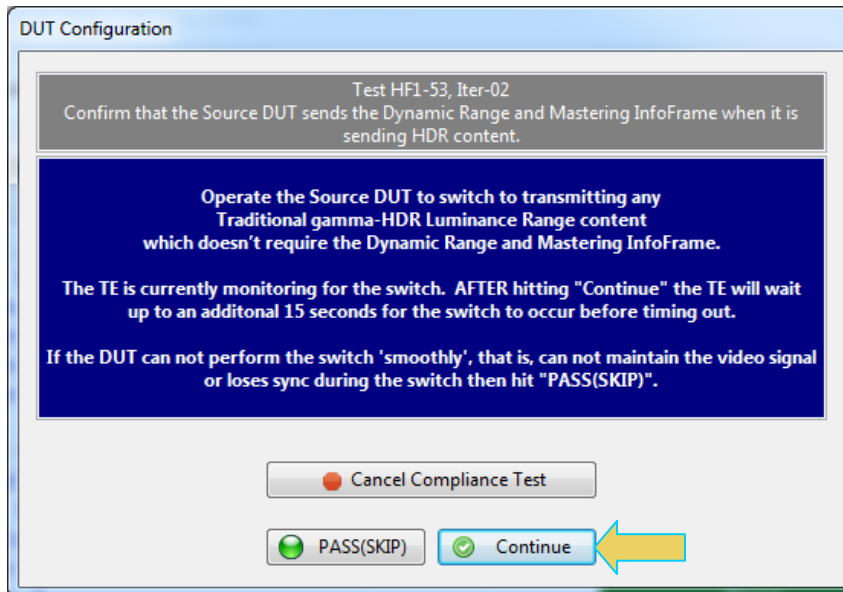 DUT Configuration
Test HF1-53, Iter-02
Confirm that the Source DUT sends the Dynamic Range and Mastering InfoFrame when it is
sending HDR content.
Operate the Source DUT to switch to transmitting any
Traditional gamma-HDR Luminance Range content
which doesn't require the Dynamic Range and Mastering InfoFrame.
The TE is currently monitoring for the switch.  AFTER hitting "Continue" the TE will wait
up to an additonal 15 seconds for the switch to occur before timing out.
If the DUT can not perform the switch 'smoothly', that is, can not maintain the video signal
or loses sync during the switch then hit "PASS(SKIP)".
Cancel Compliance Test
PASS(SKIP)
Continue